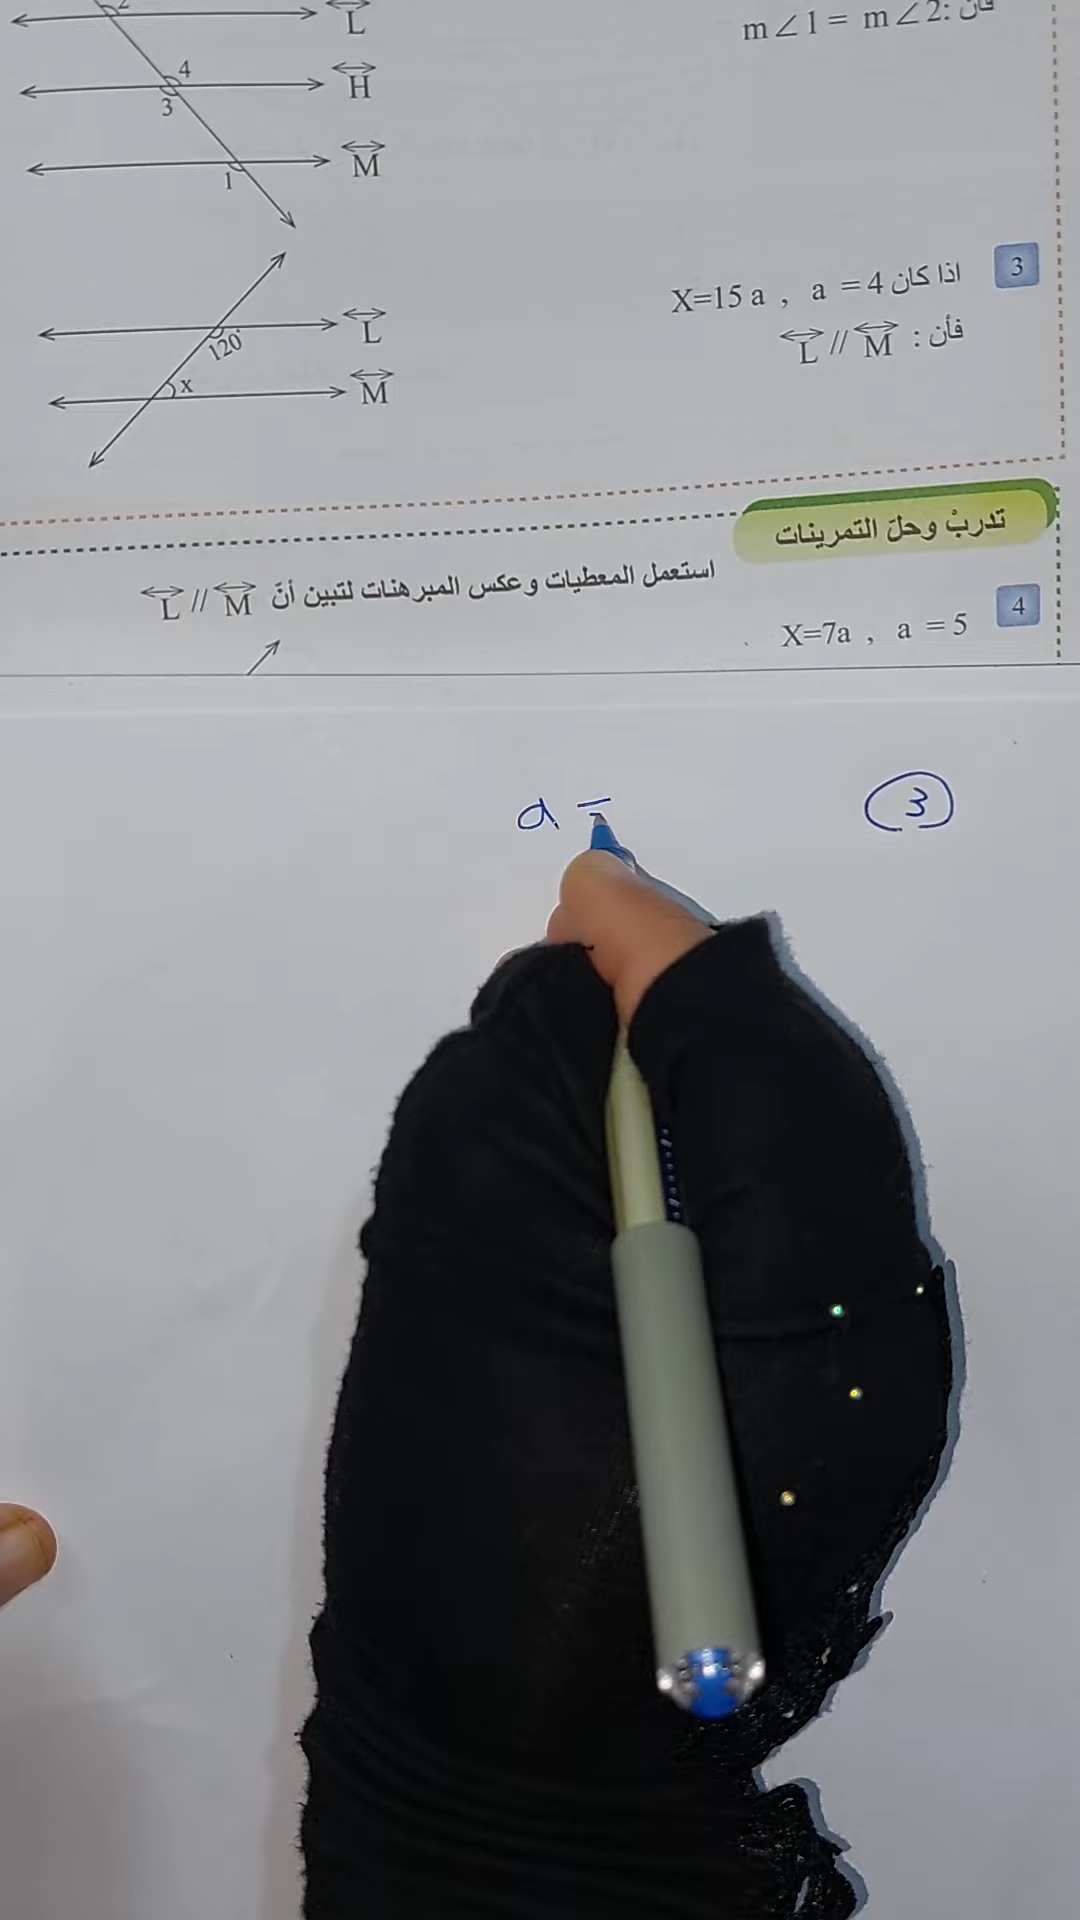 فأن :m∠1 = m∠2
2
L
4
H
3
M
1
3 اذا كان X=15 a , a = 4
فأن : L // M
L
120°
x
M
تدربْ وحلّ التمرينات
استعمل المعطيات وعكس المبرهنات لتبين أنّ L // M
4 X=7a , a = 5
3
a =